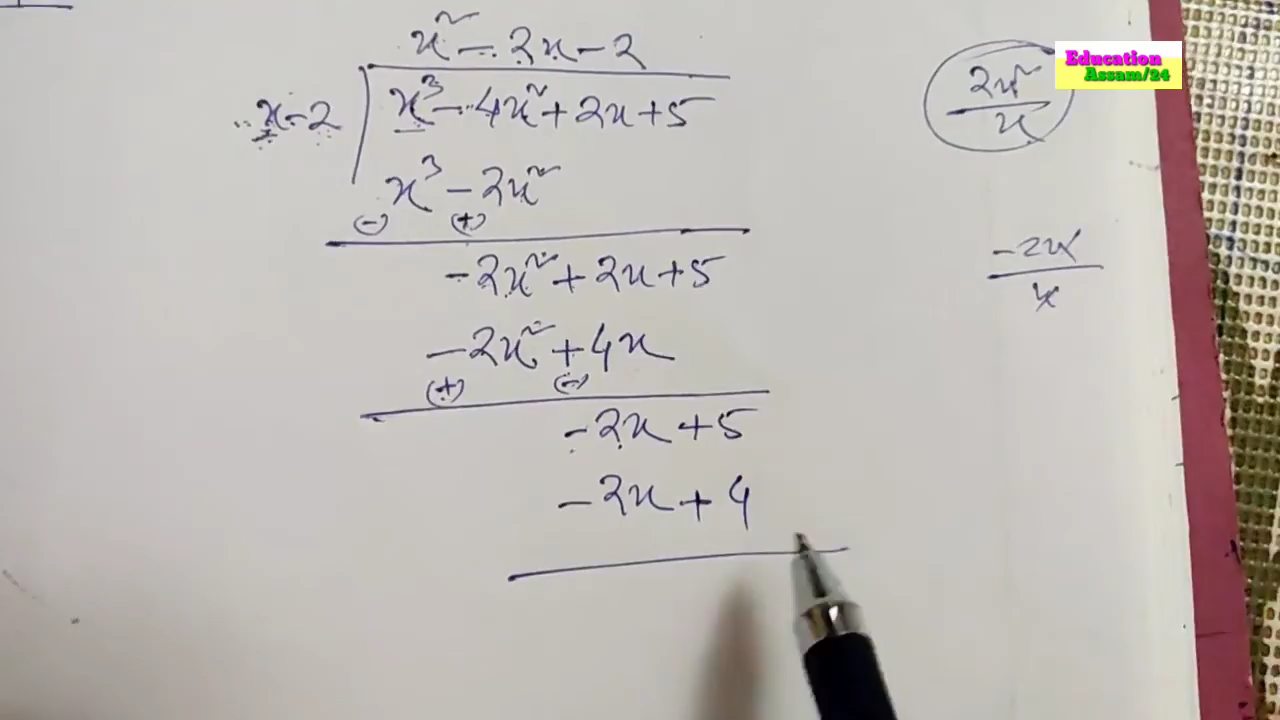 x² - 2x - 2
x - 2 | x³ - 4x² + 2x + 5
x³ - 2x²
(-) (+)
-2x² + 2x + 5
-2x² + 4x
(+) (-)
-2x + 5
-2x + 4
2x²
x
-2x
x
Education
Assam/24